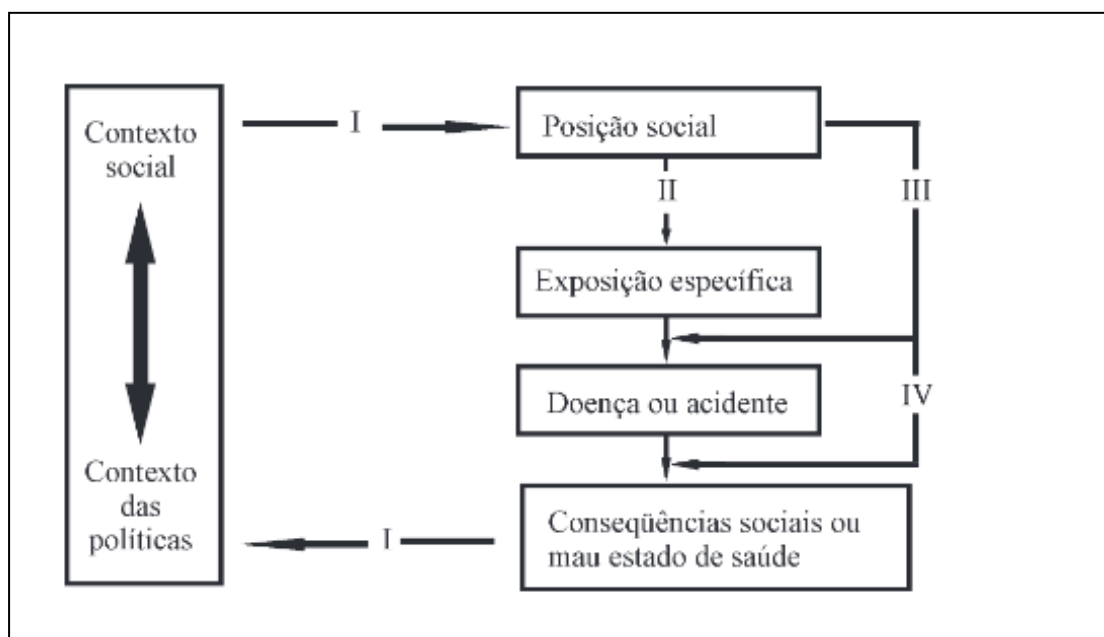 Contexto
social
Contexto
das
políticas
I
Posição social
II
III
Exposição específica
Doença ou acidente
IV
Conseqüências sociais ou
mau estado de saúde
I